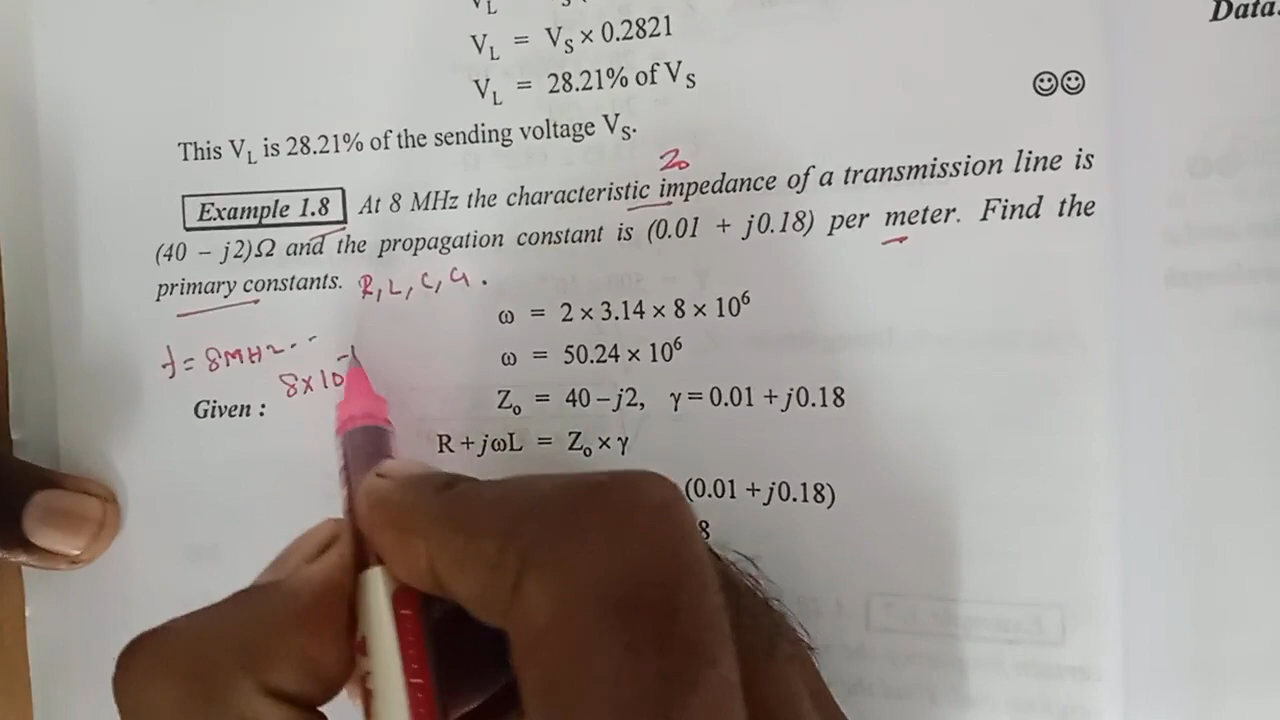 V_L
V_L = V_S × 0.2821
V_L = 28.21% of V_S
This V_L is 28.21% of the sending voltage V_S.
Z₀
Example 1.8 At 8 MHz the characteristic impedance of a transmission line is
(40 – j2)Ω and the propagation constant is (0.01 + j0.18) per meter. Find the
primary constants. R, L, C, G.
ω = 2 × 3.14 × 8 × 10⁶
f = 8MHz
ω = 50.24 × 10⁶
8×10
Given : Z₀ = 40 – j2, γ = 0.01 + j0.18
R + jωL = Z₀ × γ
(0.01 + j0.18)
8
Data